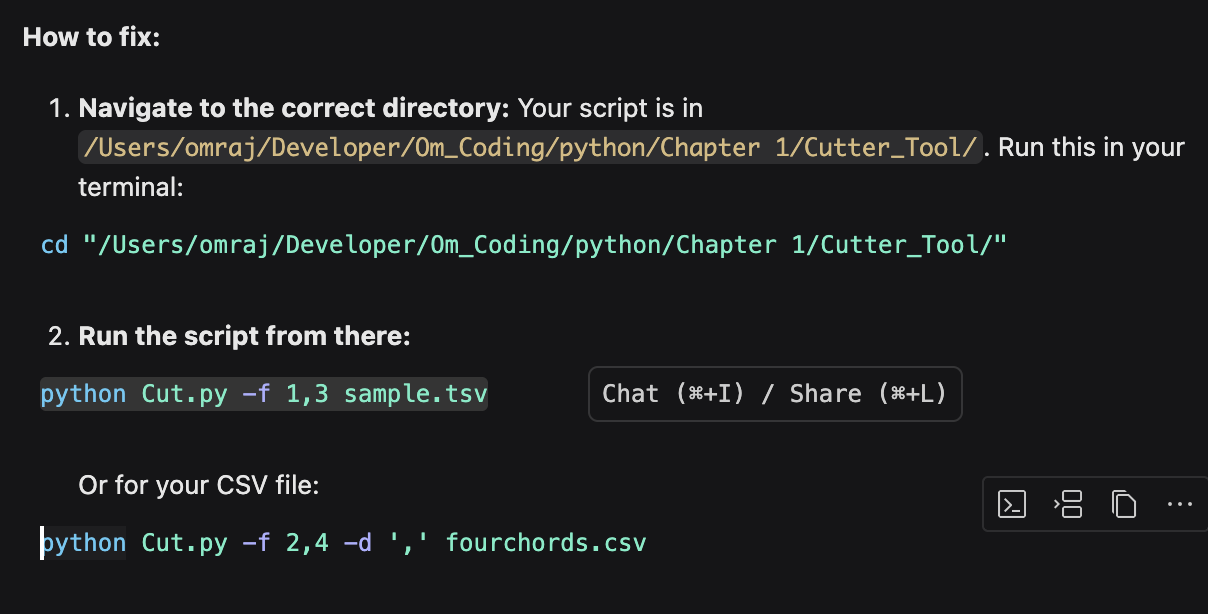 How to fix:
1. Navigate to the correct directory: Your script is in
/Users/omraj/Developer/Om_Coding/python/Chapter 1/Cutter_Tool/. Run this in your
terminal:
cd "/Users/omraj/Developer/Om_Coding/python/Chapter 1/Cutter_Tool/"
2. Run the script from there:
python Cut.py -f 1,3 sample.tsv
Chat (⌘+I) / Share (⌘+L)
Or for your CSV file:
python Cut.py -f 2,4 -d ',' fourchords.csv